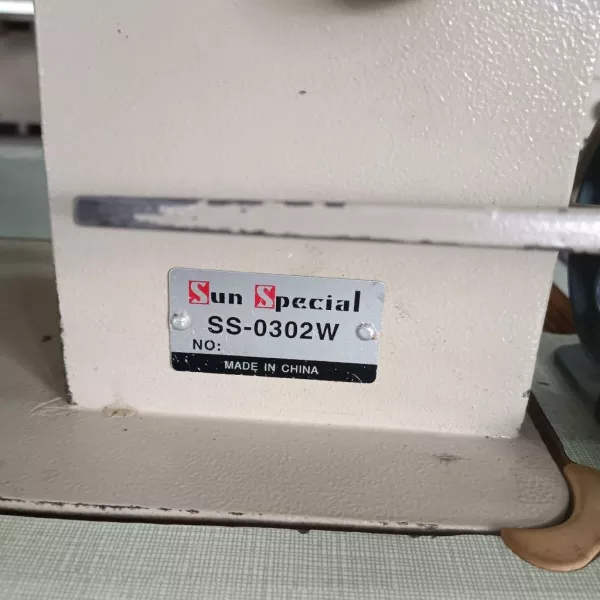 Sun Special
SS-0302W
NO:
MADE IN CHINA